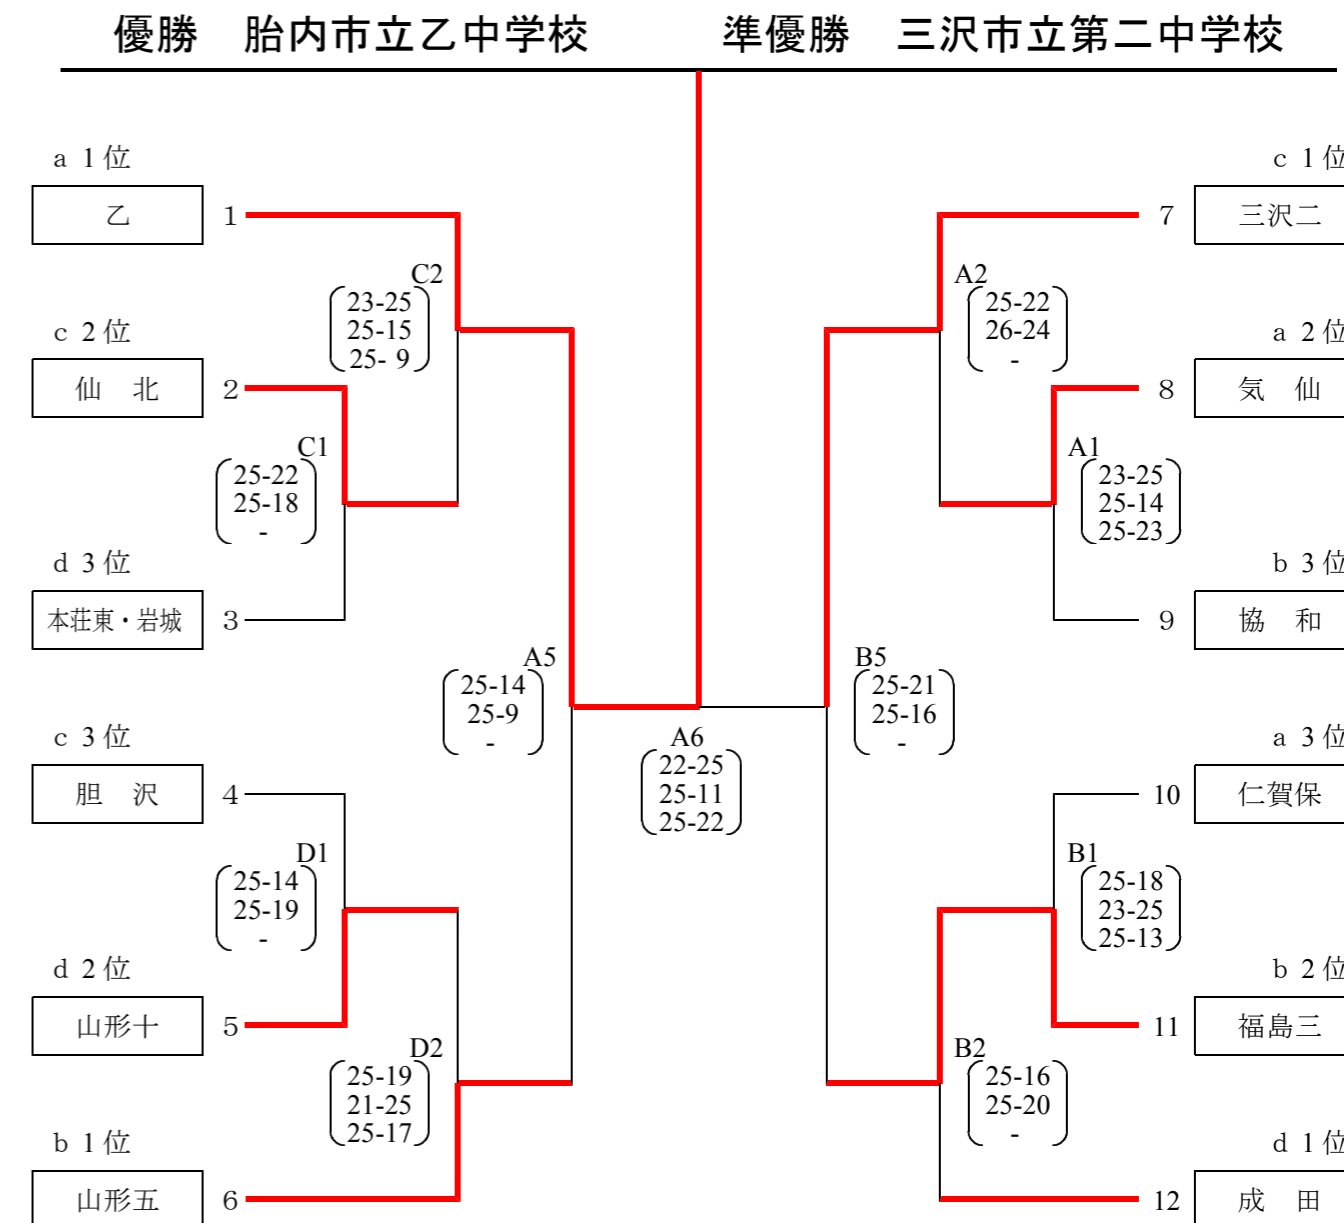 優勝　胎内市立乙中学校　　　準優勝　三沢市立第二中学校
a 1位
乙 1
C2
23-25
25-15
25- 9
c 2位
仙　北 2
C1
25-22
25-18
-
d 3位
本荘東・岩城 3
A5
25-14
25-9
-
c 3位
胆　沢 4
D1
25-14
25-19
-
d 2位
山形十 5
D2
25-19
21-25
25-17
b 1位
山形五 6
A6
22-25
25-11
25-22
c 1位
7 三沢二
A2
25-22
26-24
-
a 2位
8 気　仙
A1
23-25
25-14
25-23
b 3位
9 協　和
B5
25-21
25-16
-
a 3位
10 仁賀保
B1
25-18
23-25
25-13
b 2位
11 福島三
B2
25-16
25-20
-
d 1位
12 成　田